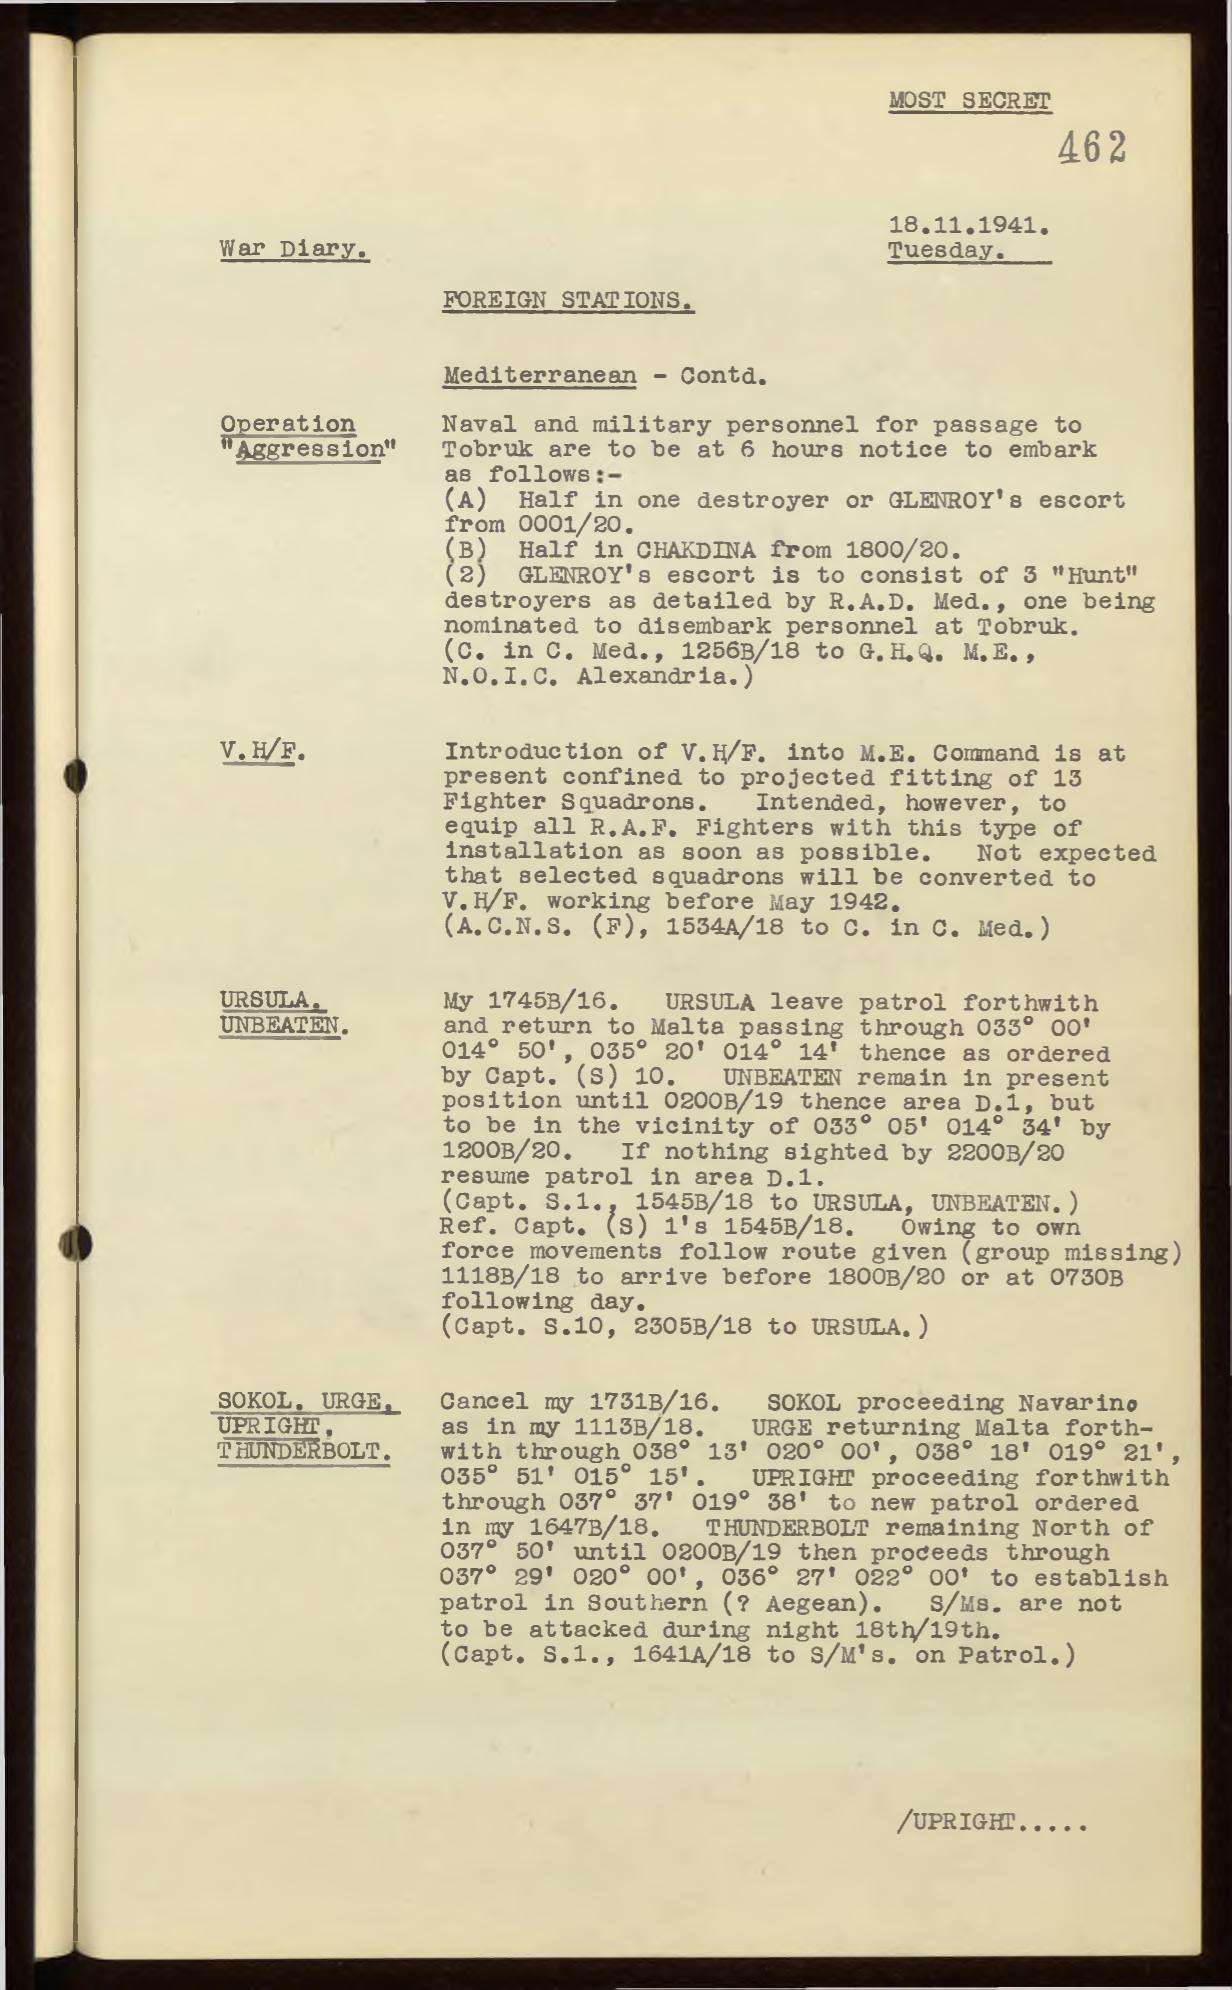 MOST SECRET
462
18.11.1941.
War Diary.
Tuesday.
FOREIGN STATIONS.
Mediterranean - Contd.
Operation
"Aggression"
Naval and military personnel for passage to
Tobruk are to be at 6 hours notice to embark
as follows:-
(A) Half in one destroyer or GLENROY's escort
from 0001/20.
(B) Half in CHAKDINA from 1800/20.
(2) GLENROY's escort is to consist of 3 "Hunt"
destroyers as detailed by R.A.D. Med., one being
nominated to disembark personnel at Tobruk.
(C. in C. Med., 1256B/18 to G.H.Q. M.E.,
N.O.I.C. Alexandria.)
V.H/F.
Introduction of V.H/F. into M.E. Command is at
present confined to projected fitting of 13
Fighter Squadrons. Intended, however, to
equip all R.A.F. Fighters with this type of
installation as soon as possible. Not expected
that selected squadrons will be converted to
V.H/F. working before May 1942.
(A.C.N.S. (F), 1534A/18 to C. in C. Med.)
URSULA.
UNBEATEN.
My 1745B/16. URSULA leave patrol forthwith
and return to Malta passing through 033° 00'
014° 50', 035° 20' 014° 14' thence as ordered
by Capt. (S) 10. UNBEATEN remain in present
position until 0200B/19 thence area D.1, but
to be in the vicinity of 033° 05' 014° 34' by
1200B/20. If nothing sighted by 2200B/20
resume patrol in area D.1.
(Capt. S.1., 1545B/18 to URSULA, UNBEATEN.)
Ref. Capt. (S) 1's 1545B/18. Owing to own
force movements follow route given (group missing)
1118B/18 to arrive before 1800B/20 or at 0730B
following day.
(Capt. S.10, 2305B/18 to URSULA.)
SOKOL. URGE.
UPRIGHT.
THUNDERBOLT.
Cancel my 1731B/16. SOKOL proceeding Navarino
as in my 1113B/18. URGE returning Malta forth-
with through 038° 13' 020° 00', 038° 18' 019° 21',
035° 51' 015° 15'. UPRIGHT proceeding forthwith
through 037° 37' 019° 38' to new patrol ordered
in my 1647B/18. THUNDERBOLT remaining North of
037° 50' until 0200B/19 then proceeds through
037° 29' 020° 00', 036° 27' 022° 00' to establish
patrol in Southern (? Aegean). S/Ms. are not
to be attacked during night 18th/19th.
(Capt. S.1., 1641A/18 to S/M's. on Patrol.)
/UPRIGHT.....